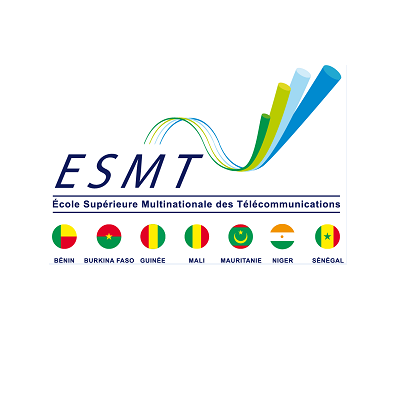 ESMT
École Supérieure Multinationale des Télécommunications
BÉNIN BURKINA FASO GUINÉE MALI MAURITANIE NIGER SÉNÉGAL